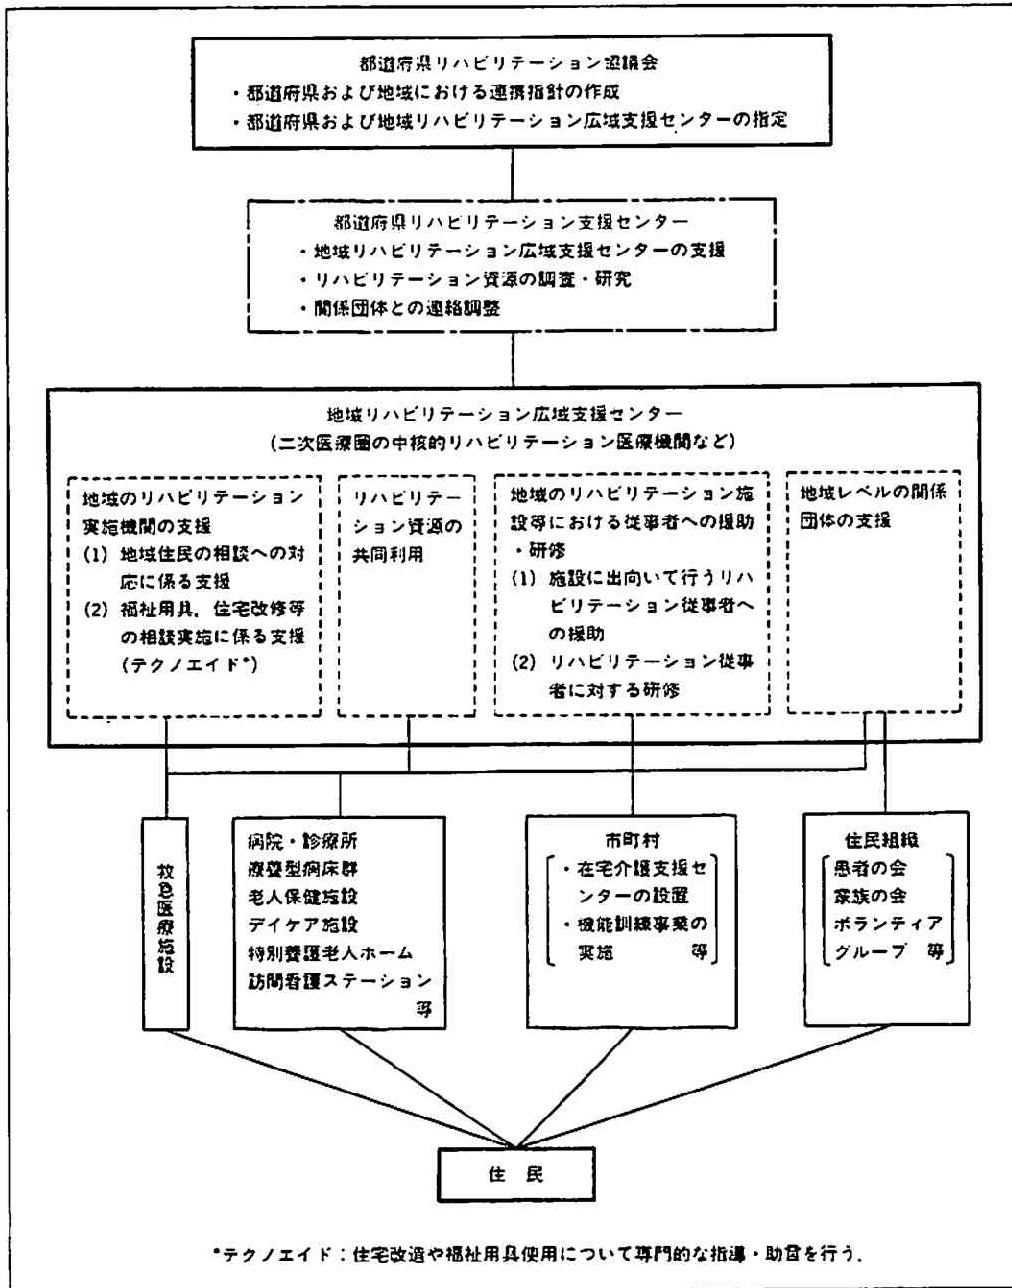 都道府県リハビリテーション協議会
・都道府県および地域における連携指針の作成
・都道府県および地域リハビリテーション広域支援センターの指定
都道府県リハビリテーション支援センター
・地域リハビリテーション広域支援センターの支援
・リハビリテーション資源の調査・研究
・関係団体との連絡調整
地域リハビリテーション広域支援センター
(二次医療圏の中核的リハビリテーション医療機関など)
地域のリハビリテーション
実施機関の支援
(1) 地域住民の相談への対
応に係る支援
(2) 福祉用具，住宅改修等
の相談実施に係る支援
(テクノエイド*)
リハビリテー
ション資源の
共同利用
地域のリハビリテーション施
設等における従事者への援助
・研修
(1) 施設に出向いて行うリハ
ビリテーション従事者へ
の援助
(2) リハビリテーション従事
者に対する研修
地域レベルの関係
団体の支援
救急医療施設
病院・診療所
療養型病床群
老人保健施設
デイケア施設
特別養護老人ホーム
訪問看護ステーション
等
市町村
・在宅介護支援セ
ンターの設置
・機能訓練事業の
実施 等
住民組織
患者の会
家族の会
ボランティア
グループ 等
住 民
*テクノエイド：住宅改造や福祉用具使用について専門的な指導・助言を行う．